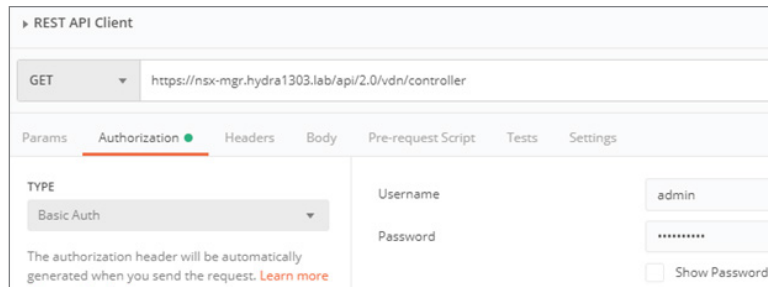 REST API Client
GET https://nsx-mgr.hydra1303.lab/api/2.0/vdn/controller
Params Authorization Headers Body Pre-request Script Tests Settings
TYPE
Basic Auth
The authorization header will be automatically
generated when you send the request. Learn more
Username admin
Password ••••••••••
Show Password